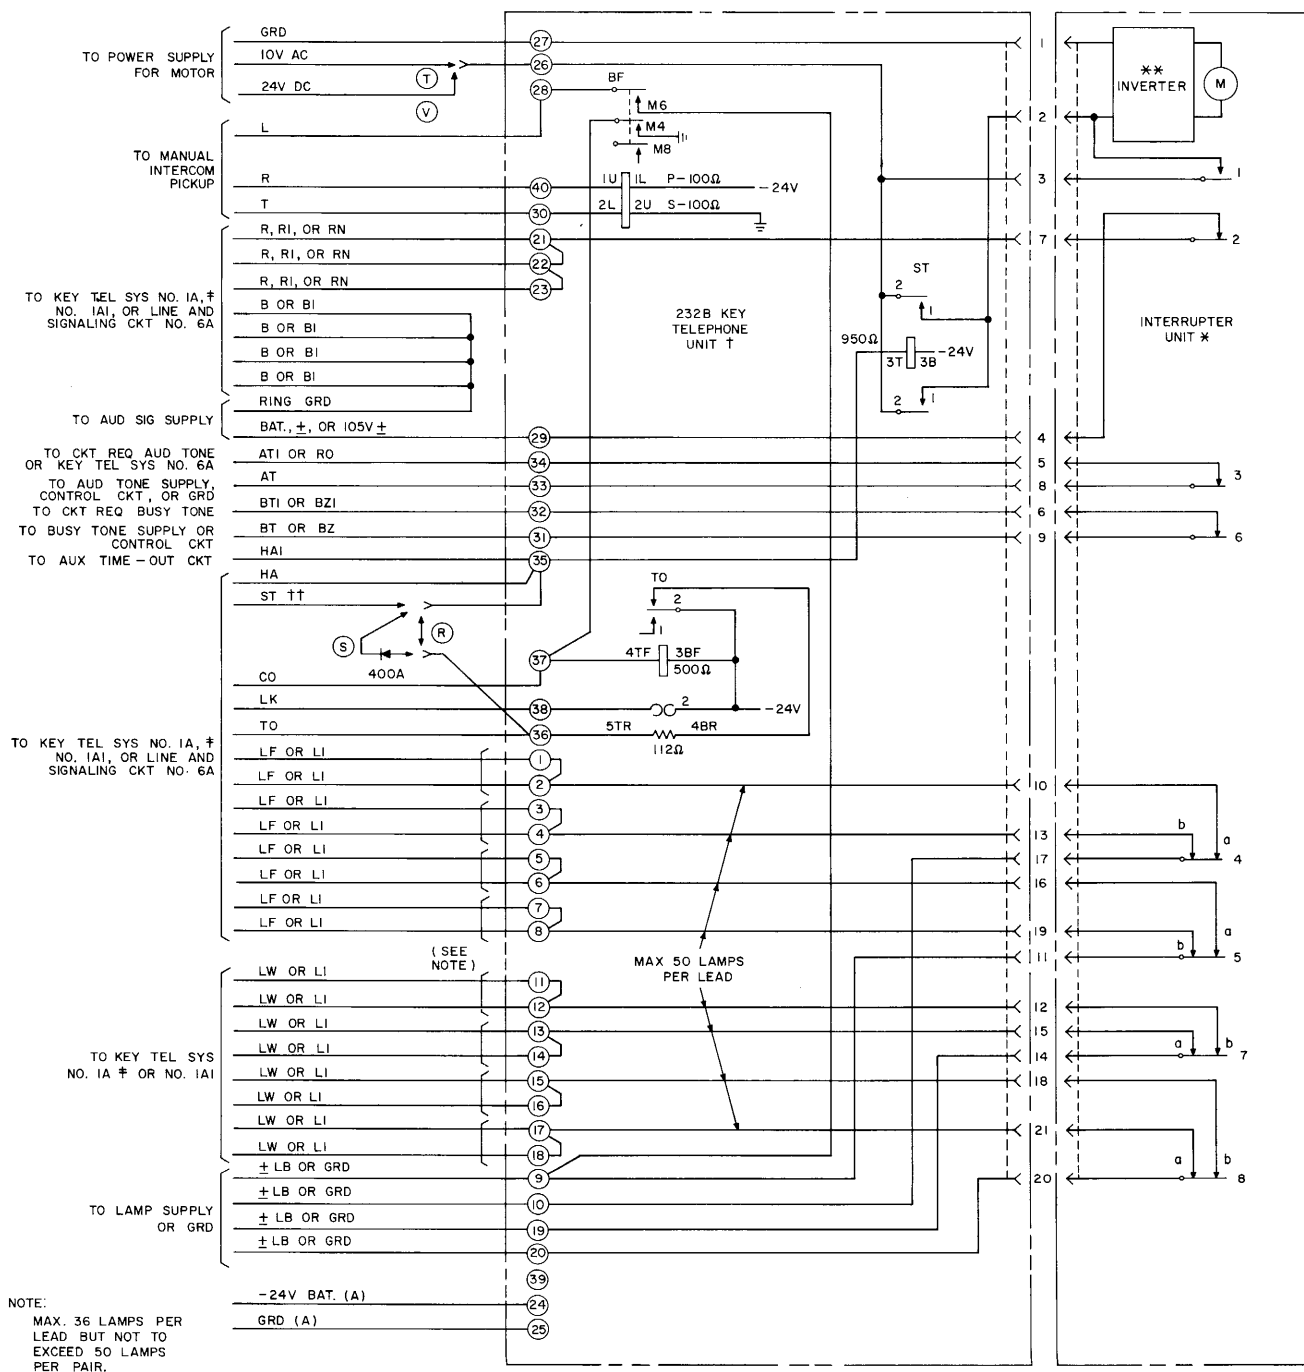 TO POWER SUPPLY
FOR MOTOR
GRD
10V AC
24V DC
T
V
27
26
28
BF
M6
M4
M8
TO MANUAL
INTERCOM
PICKUP
L
R
T
40
30
1U 1L P-100Ω
-24V
2L 2U S-100Ω
TO KEY TEL SYS NO. 1A, ‡
NO. 1A1, OR LINE AND
SIGNALING CKT NO. 6A
R, R1, OR RN
R, R1, OR RN
R, R1, OR RN
B OR B1
B OR B1
B OR B1
B OR B1
21
22
23
232B KEY
TELEPHONE
UNIT †
ST
2
1
950Ω
3T 3B
-24V
2
1
TO AUD SIG SUPPLY
RING GRD
BAT., ±, OR 105V ±
29
TO CKT REQ AUD TONE
OR KEY TEL SYS NO. 6A
AT1 OR RO
34
TO AUD TONE SUPPLY,
CONTROL CKT, OR GRD
AT
33
TO CKT REQ BUSY TONE
BT1 OR BZ1
32
TO BUSY TONE SUPPLY OR
CONTROL CKT
BT OR BZ
31
TO AUX TIME-OUT CKT
HA1
35
HA
ST ††
S
R
400A
CO
LK
TO
37
38
36
TO
2
1
4TF 3BF
500Ω
2
-24V
5TR 4BR
112Ω
TO KEY TEL SYS NO. 1A, ‡
NO. 1A1, OR LINE AND
SIGNALING CKT NO. 6A
LF OR L1
LF OR L1
LF OR L1
LF OR L1
LF OR L1
LF OR L1
LF OR L1
LF OR L1
1
2
3
4
5
6
7
8
(SEE
NOTE)
MAX 50 LAMPS
PER LEAD
TO KEY TEL SYS
NO. 1A ‡ OR NO. 1A1
LW OR L1
LW OR L1
LW OR L1
LW OR L1
LW OR L1
LW OR L1
LW OR L1
LW OR L1
11
12
13
14
15
16
17
18
TO LAMP SUPPLY
OR GRD
± LB OR GRD
± LB OR GRD
± LB OR GRD
± LB OR GRD
9
10
19
20
39
-24V BAT. (A)
24
GRD (A)
25
1
2
3
7
4
5
8
6
9
10
13
17
16
19
11
12
15
14
18
21
20
**
INVERTER
M
1
2
INTERRUPTER
UNIT *
3
6
b
a
4
a
b
5
a
b
7
a
b
8
NOTE:
MAX. 36 LAMPS PER
LEAD BUT NOT TO
EXCEED 50 LAMPS
PER PAIR.